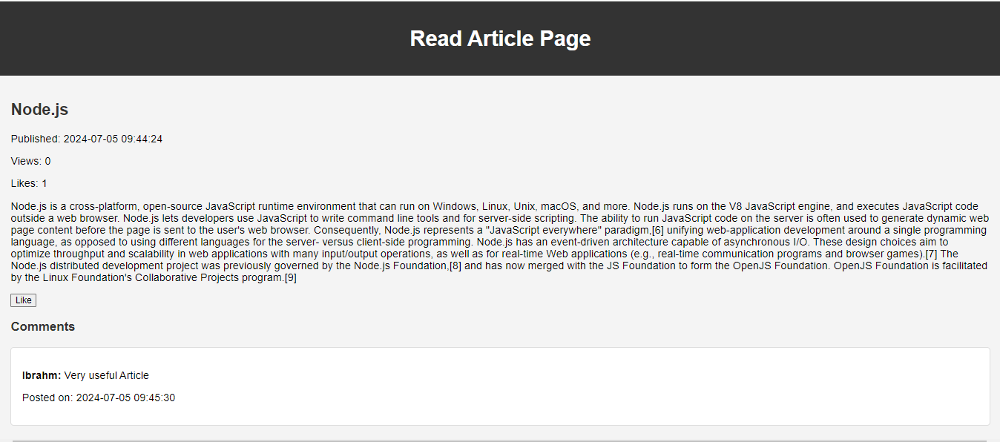 Read Article Page
Node.js
Published: 2024-07-05 09:44:24
Views: 0
Likes: 1
Node.js is a cross-platform, open-source JavaScript runtime environment that can run on Windows, Linux, Unix, macOS, and more. Node.js runs on the V8 JavaScript engine, and executes JavaScript code
outside a web browser. Node.js lets developers use JavaScript to write command line tools and for server-side scripting. The ability to run JavaScript code on the server is often used to generate dynamic web
page content before the page is sent to the user's web browser. Consequently, Node.js represents a "JavaScript everywhere" paradigm,[6] unifying web-application development around a single programming
language, as opposed to using different languages for the server- versus client-side programming. Node.js has an event-driven architecture capable of asynchronous I/O. These design choices aim to
optimize throughput and scalability in web applications with many input/output operations, as well as for real-time Web applications (e.g., real-time communication programs and browser games).[7] The
Node.js distributed development project was previously governed by the Node.js Foundation,[8] and has now merged with the JS Foundation to form the OpenJS Foundation. OpenJS Foundation is facilitated
by the Linux Foundation's Collaborative Projects program.[9]
Like
Comments
Ibrahm: Very useful Article
Posted on: 2024-07-05 09:45:30